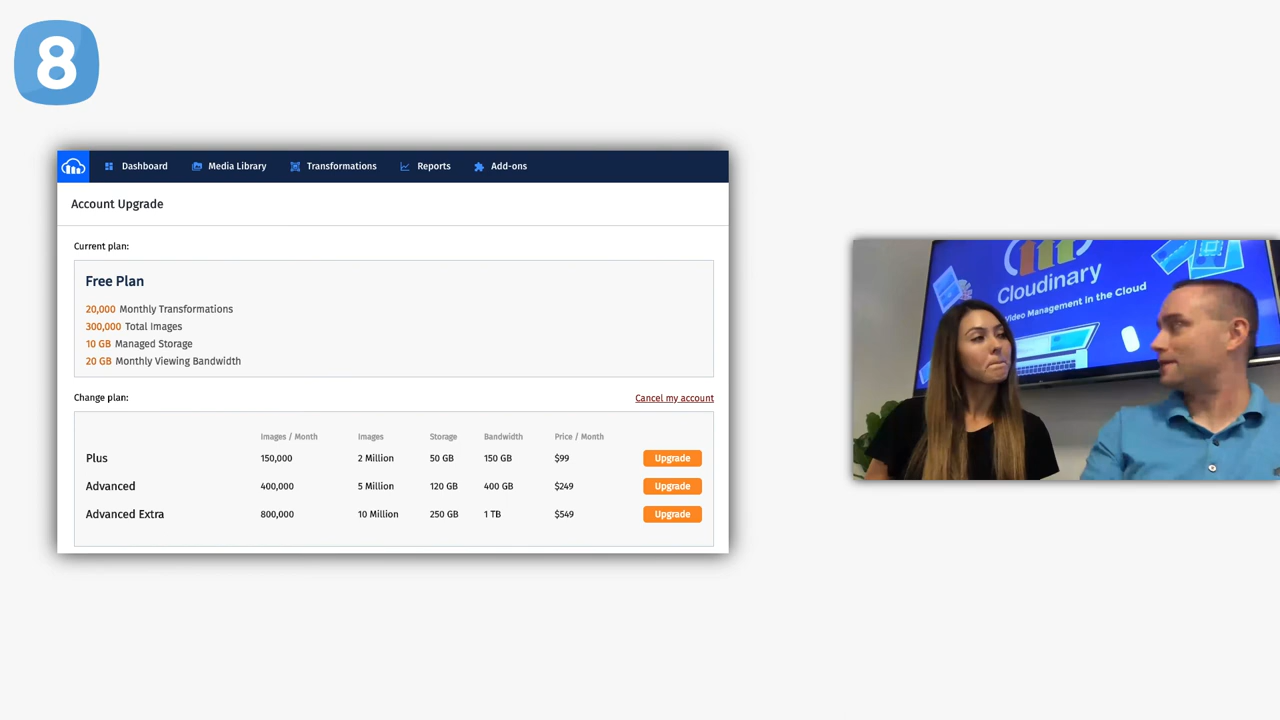 8
Dashboard Media Library Transformations Reports Add-ons
Account Upgrade
Current plan:
Free Plan
20,000 Monthly Transformations
300,000 Total Images
10 GB Managed Storage
20 GB Monthly Viewing Bandwidth
Change plan: Cancel my account
Images / Month Images Storage Bandwidth Price / Month
Plus 150,000 2 Million 50 GB 150 GB $99 Upgrade
Advanced 400,000 5 Million 120 GB 400 GB $249 Upgrade
Advanced Extra 800,000 10 Million 250 GB 1 TB $549 Upgrade
Cloudinary
Video Management in the Cloud